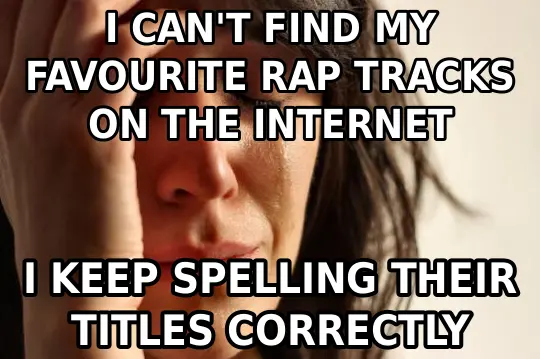 I CAN'T FIND MY
FAVOURITE RAP TRACKS
ON THE INTERNET
I KEEP SPELLING THEIR
TITLES CORRECTLY